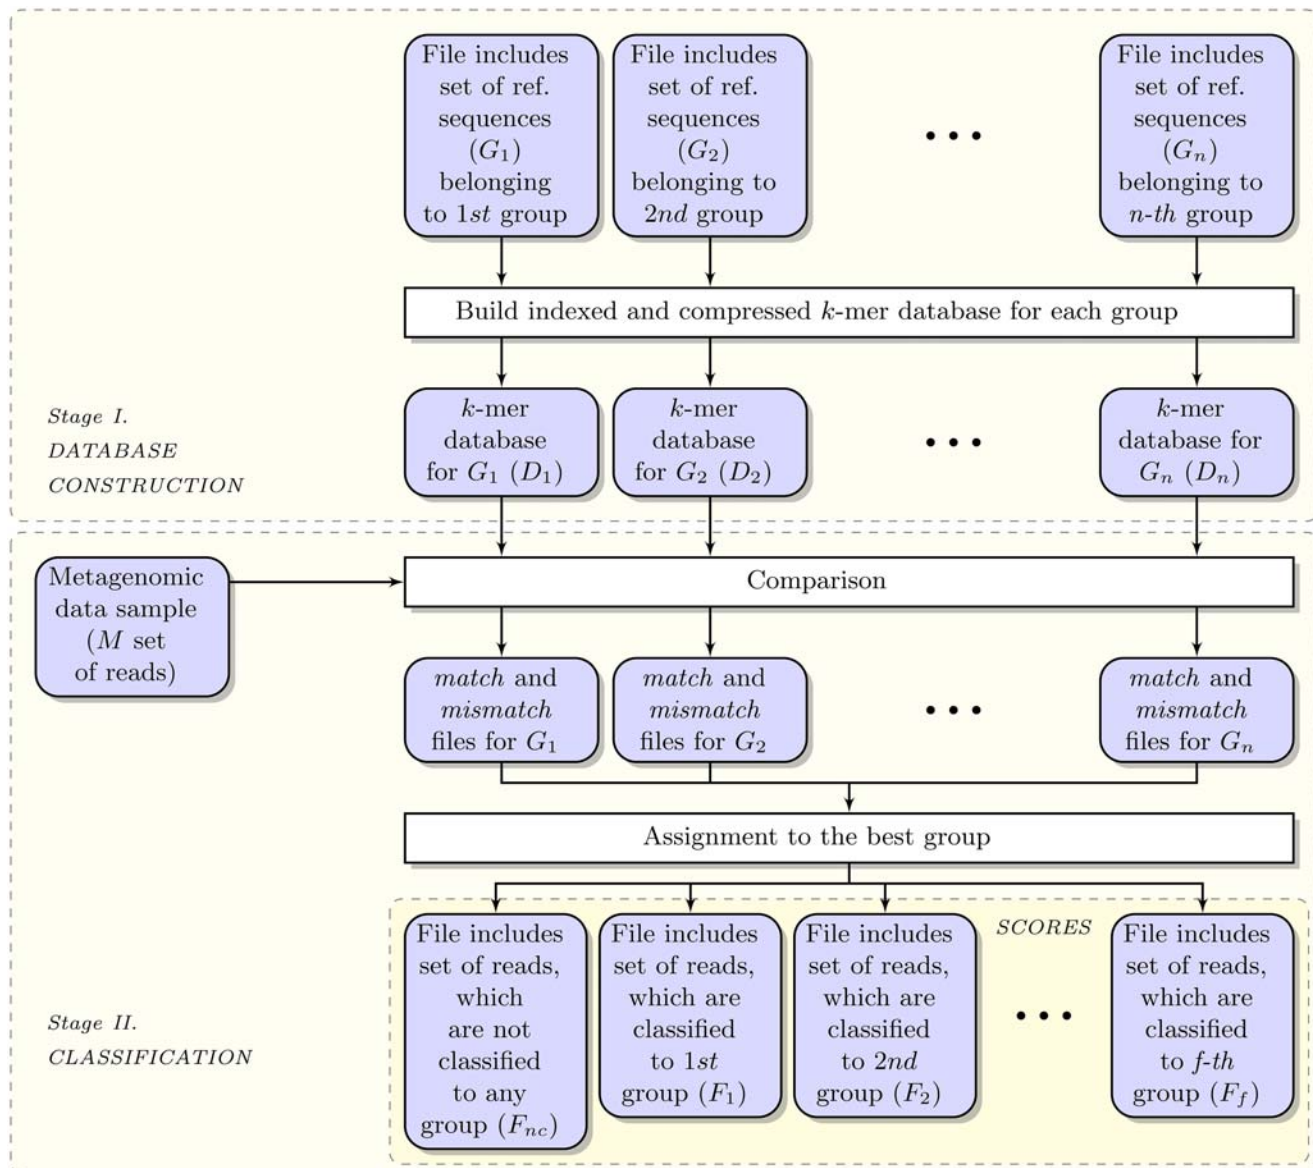 File includes
set of ref.
sequences
(G₁)
belonging
to 1st group
File includes
set of ref.
sequences
(G₂)
belonging to
2nd group
• • •
File includes
set of ref.
sequences
(Gₙ)
belonging to
n-th group
Build indexed and compressed k-mer database for each group
Stage I.
DATABASE
CONSTRUCTION
k-mer
database
for G₁ (D₁)
k-mer
database
for G₂ (D₂)
• • •
k-mer
database for
Gₙ (Dₙ)
Metagenomic
data sample
(M set
of reads)
Comparison
match and
mismatch
files for G₁
match and
mismatch
files for G₂
• • •
match and
mismatch
files for Gₙ
Assignment to the best group
Stage II.
CLASSIFICATION
File includes
set of reads,
which
are not
classified
to any
group (F_nc)
File includes
set of reads,
which are
classified
to 1st
group (F₁)
File includes
set of reads,
which are
classified
to 2nd
group (F₂)
SCORES
• • •
File includes
set of reads,
which are
classified
to f-th
group (F_f)